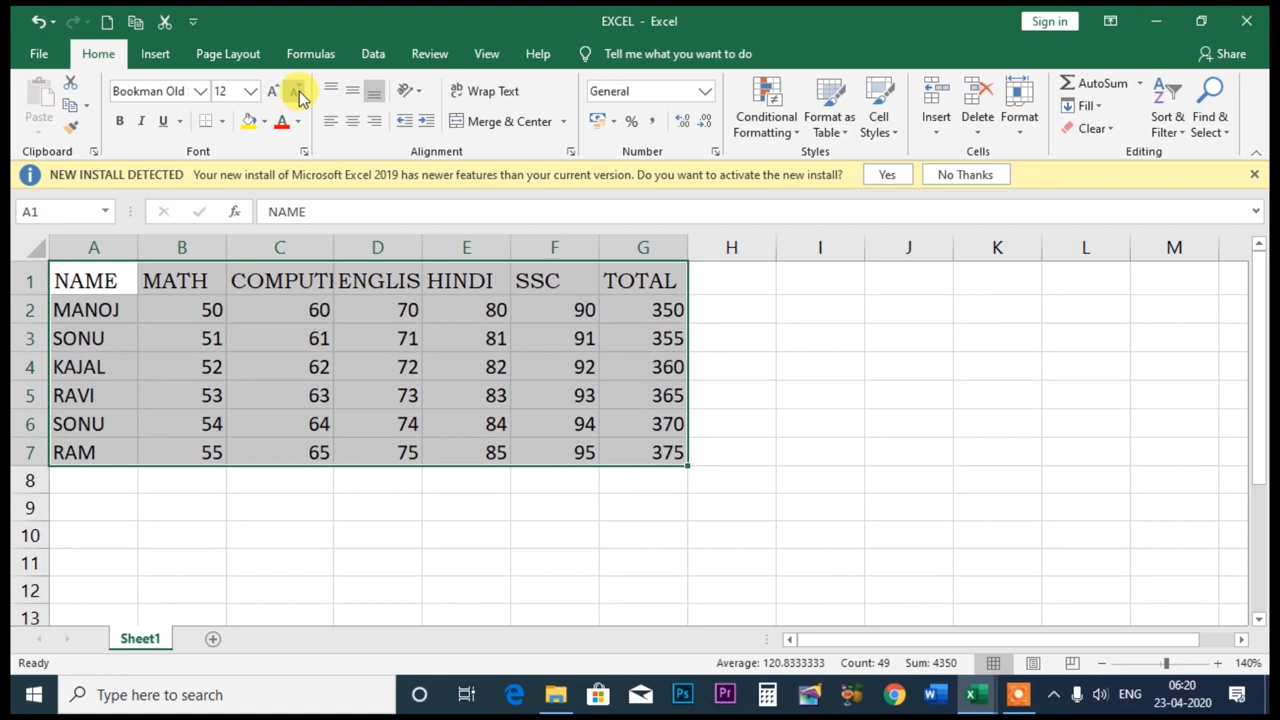 EXCEL - Excel
Sign in
File Home Insert Page Layout Formulas Data Review View Help Tell me what you want to do Share
Paste
Clipboard
Bookman Old 12
B I U
Font
Wrap Text
Merge & Center
Alignment
General
%
Number
Conditional Formatting
Format as Table
Cell Styles
Styles
Insert Delete Format
Cells
AutoSum
Fill
Clear
Sort & Filter
Find & Select
Editing
NEW INSTALL DETECTED Your new install of Microsoft Excel 2019 has newer features than your current version. Do you want to activate the new install? Yes No Thanks
A1 fx NAME
A B C D E F G H I J K L M
1 NAME MATH COMPUT ENGLIS HINDI SSC TOTAL
2 MANOJ 50 60 70 80 90 350
3 SONU 51 61 71 81 91 355
4 KAJAL 52 62 72 82 92 360
5 RAVI 53 63 73 83 93 365
6 SONU 54 64 74 84 94 370
7 RAM 55 65 75 85 95 375
8
9
10
11
12
13
Sheet1
Ready Average: 120.8333333 Count: 49 Sum: 4350 140%
Type here to search ENG 06:20
23-04-2020